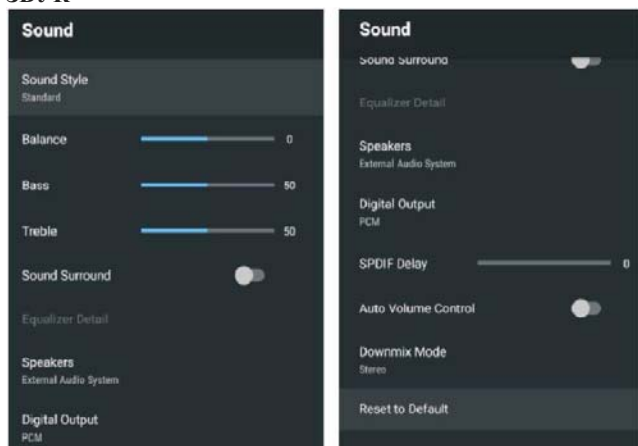 ЗВУК
Sound
Sound Style
Standard
Balance 0
Bass 50
Treble 50
Sound Surround
Equalizer Detail
Speakers
External Audio System
Digital Output
PCM
Sound
Sound Surround
Equalizer Detail
Speakers
External Audio System
Digital Output
PCM
SPDIF Delay 0
Auto Volume Control
Downmix Mode
Stereo
Reset to Default